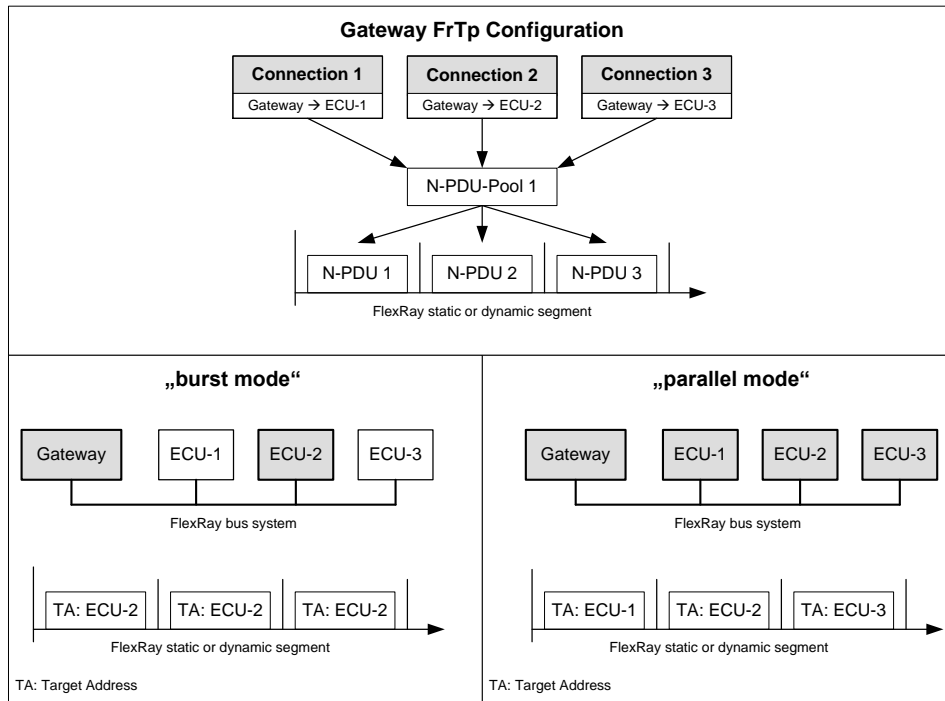 Gateway FrTp Configuration
Connection 1
Connection 2
Connection 3
Gateway → ECU-1
Gateway → ECU-2
Gateway → ECU-3
N-PDU-Pool 1
N-PDU 1
N-PDU 2
N-PDU 3
FlexRay static or dynamic segment
„burst mode“
Gateway
ECU-1
ECU-2
ECU-3
FlexRay bus system
TA: ECU-2
TA: ECU-2
TA: ECU-2
FlexRay static or dynamic segment
TA: Target Address
„parallel mode“
Gateway
ECU-1
ECU-2
ECU-3
FlexRay bus system
TA: ECU-1
TA: ECU-2
TA: ECU-3
FlexRay static or dynamic segment
TA: Target Address